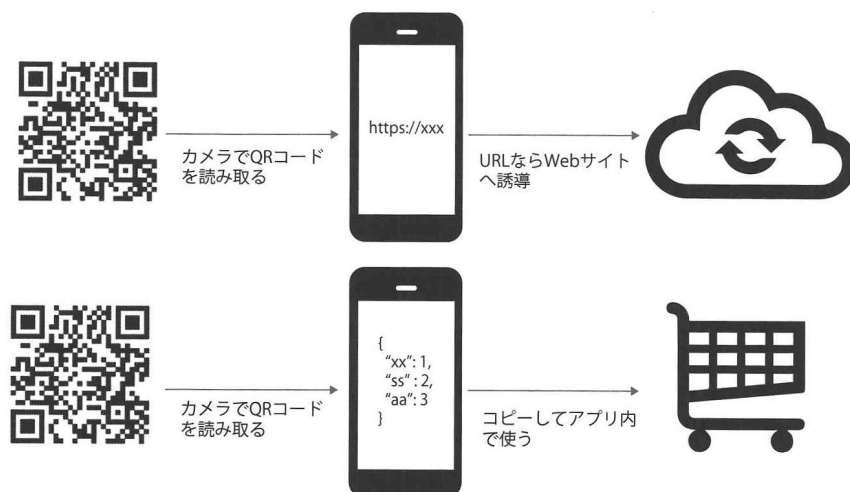 カメラでQRコード
を読み取る
https://xxx
URLならWebサイト
へ誘導
カメラでQRコード
を読み取る
{
"xx": 1,
"ss" : 2,
"aa": 3
}
コピーしてアプリ内
で使う